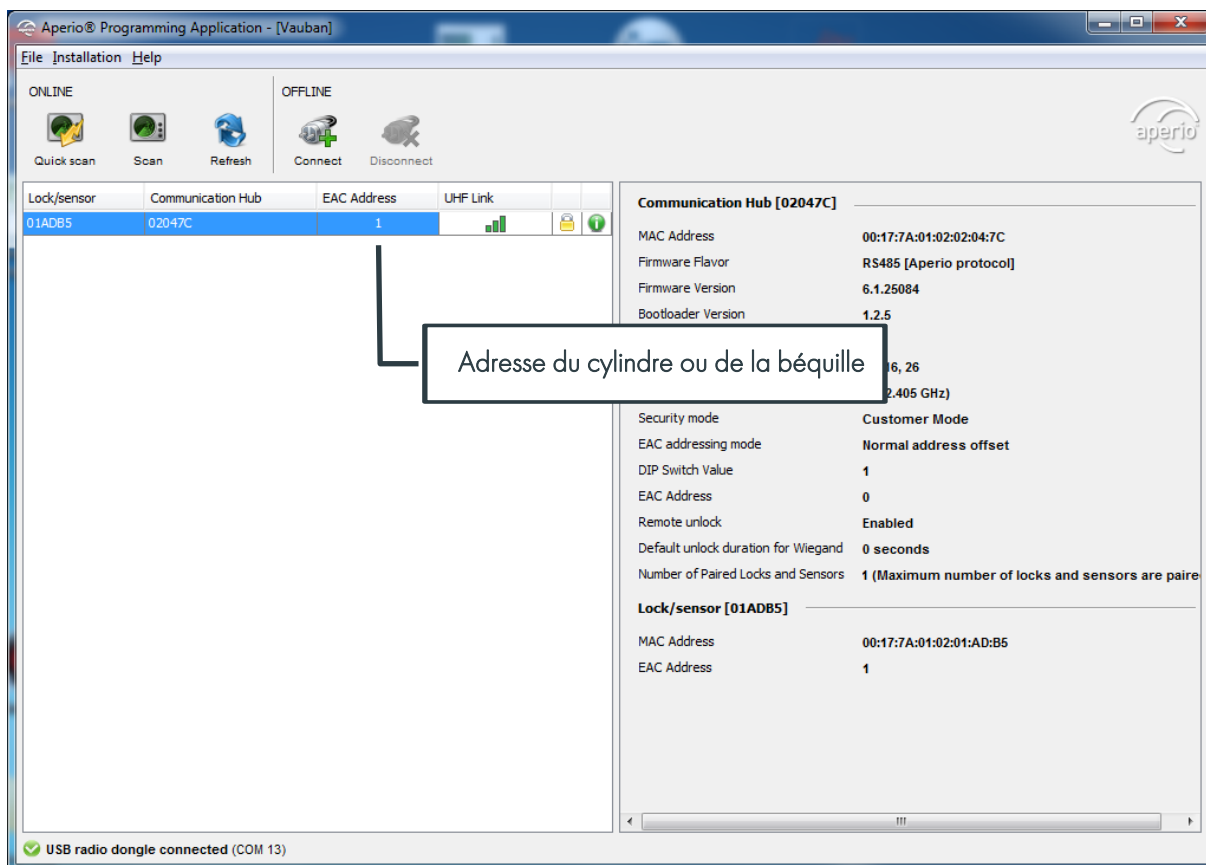 Aperio® Programming Application - [Vauban]
File Installation Help
ONLINE OFFLINE
Quick scan Scan Refresh Connect Disconnect
aperio
Lock/sensor Communication Hub EAC Address UHF Link
01ADB5 02047C 1
Communication Hub [02047C]
MAC Address 00:17:7A:01:02:02:04:7C
Firmware Flavor RS485 [Aperio protocol]
Firmware Version 6.1.25084
Bootloader Version 1.2.5
Adresse du cylindre ou de la béquille
16, 26
2.405 GHz)
Security mode Customer Mode
EAC addressing mode Normal address offset
DIP Switch Value 1
EAC Address 0
Remote unlock Enabled
Default unlock duration for Wiegand 0 seconds
Number of Paired Locks and Sensors 1 (Maximum number of locks and sensors are paire
Lock/sensor [01ADB5]
MAC Address 00:17:7A:01:02:01:AD:B5
EAC Address 1
USB radio dongle connected (COM 13)